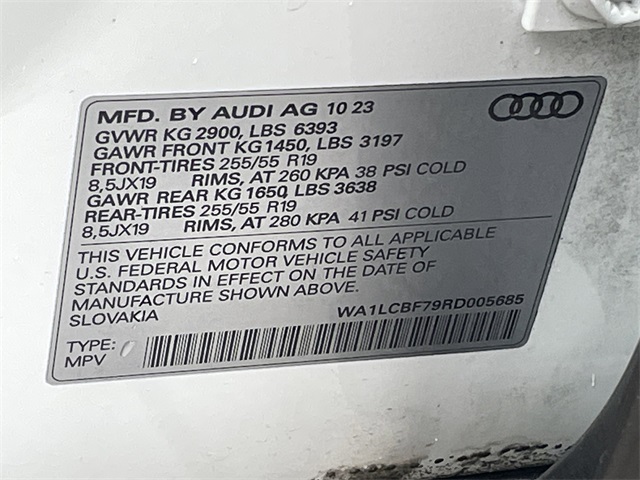 MFD. BY AUDI AG 10 23
GVWR KG 2900, LBS 6393
GAWR FRONT KG 1450, LBS 3197
FRONT-TIRES 255/55 R19
8,5JX19 RIMS, AT 260 KPA 38 PSI COLD
GAWR REAR KG 1650, LBS 3638
REAR-TIRES 255/55 R19
8,5JX19 RIMS, AT 280 KPA 41 PSI COLD
THIS VEHICLE CONFORMS TO ALL APPLICABLE
U.S. FEDERAL MOTOR VEHICLE SAFETY
STANDARDS IN EFFECT ON THE DATE OF
MANUFACTURE SHOWN ABOVE.
SLOVAKIA WA1LCBF79RD005685
TYPE:
MPV